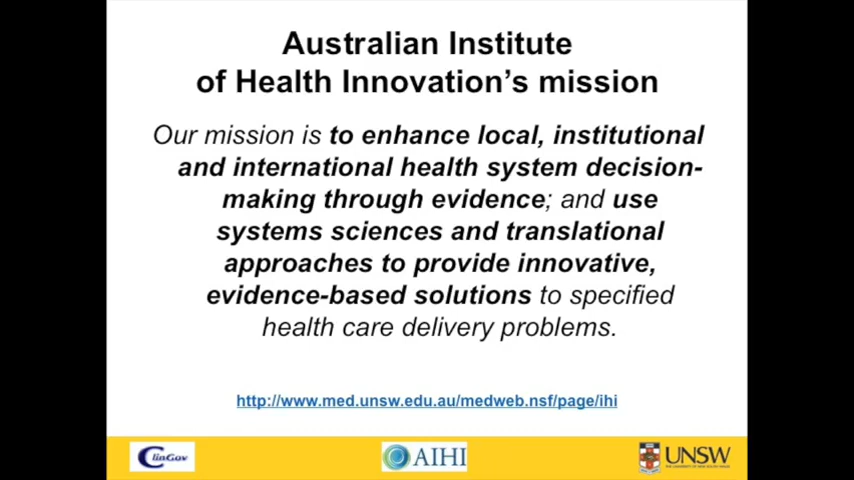 Australian Institute
of Health Innovation's mission
Our mission is to enhance local, institutional
and international health system decision-
making through evidence; and use
systems sciences and translational
approaches to provide innovative,
evidence-based solutions to specified
health care delivery problems.
http://www.med.unsw.edu.au/medweb.nsf/page/ihi
ClinGov
AIHI
UNSW